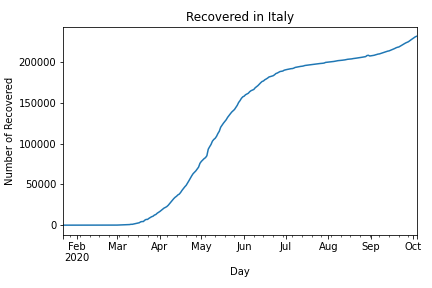 Recovered in Italy
Number of Recovered
200000
150000
100000
50000
0
Feb Mar Apr May Jun Jul Aug Sep Oct
2020
Day